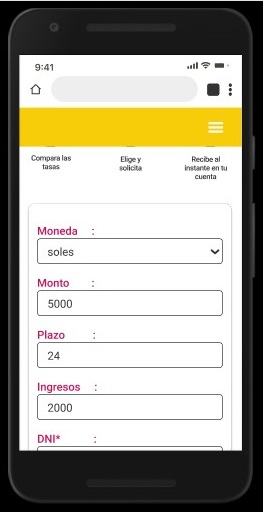 9:41
Compara las
tasas
Elige y
solicita
Recibe al
instante en tu
cuenta
Moneda :
soles
Monto :
5000
Plazo :
24
Ingresos :
2000
DNI* :